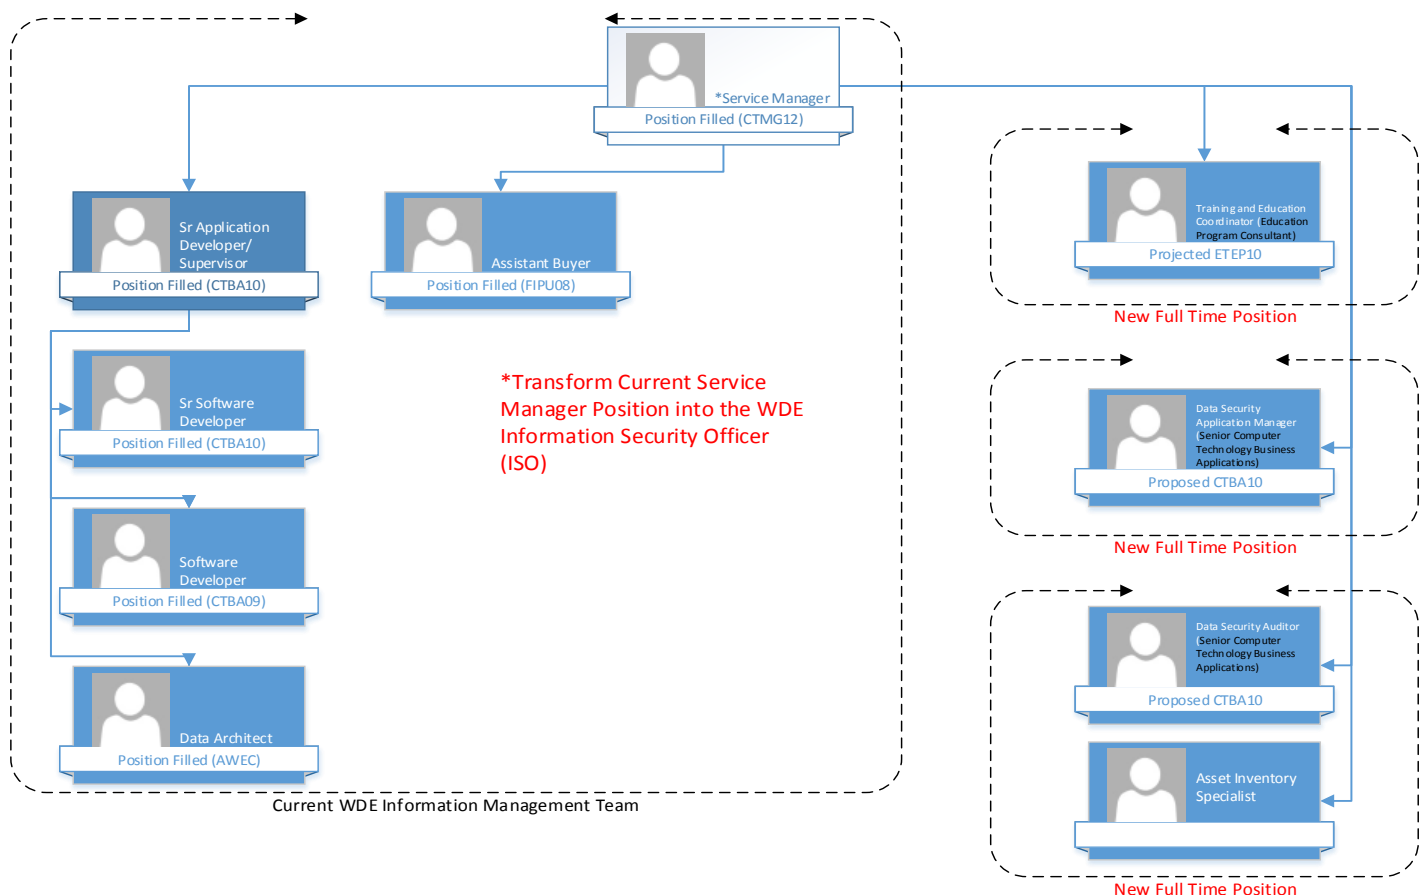 *Service Manager
Position Filled (CTMG12)
Sr Application
Developer/
Supervisor
Position Filled (CTBA10)
Assistant Buyer
Position Filled (FIPU08)
Sr Software
Developer
Position Filled (CTBA10)
Software
Developer
Position Filled (CTBA09)
Data Architect
Position Filled (AWEC)
*Transform Current Service
Manager Position into the WDE
Information Security Officer
(ISO)
Current WDE Information Management Team
Training and Education
Coordinator (Education
Program Consultant)
Projected ETEP10
New Full Time Position
Data Security
Application Manager
(Senior Computer
Technology Business
Applications)
Proposed CTBA10
New Full Time Position
Data Security Auditor
(Senior Computer
Technology Business
Applications)
Proposed CTBA10
Asset Inventory
Specialist
New Full Time Position